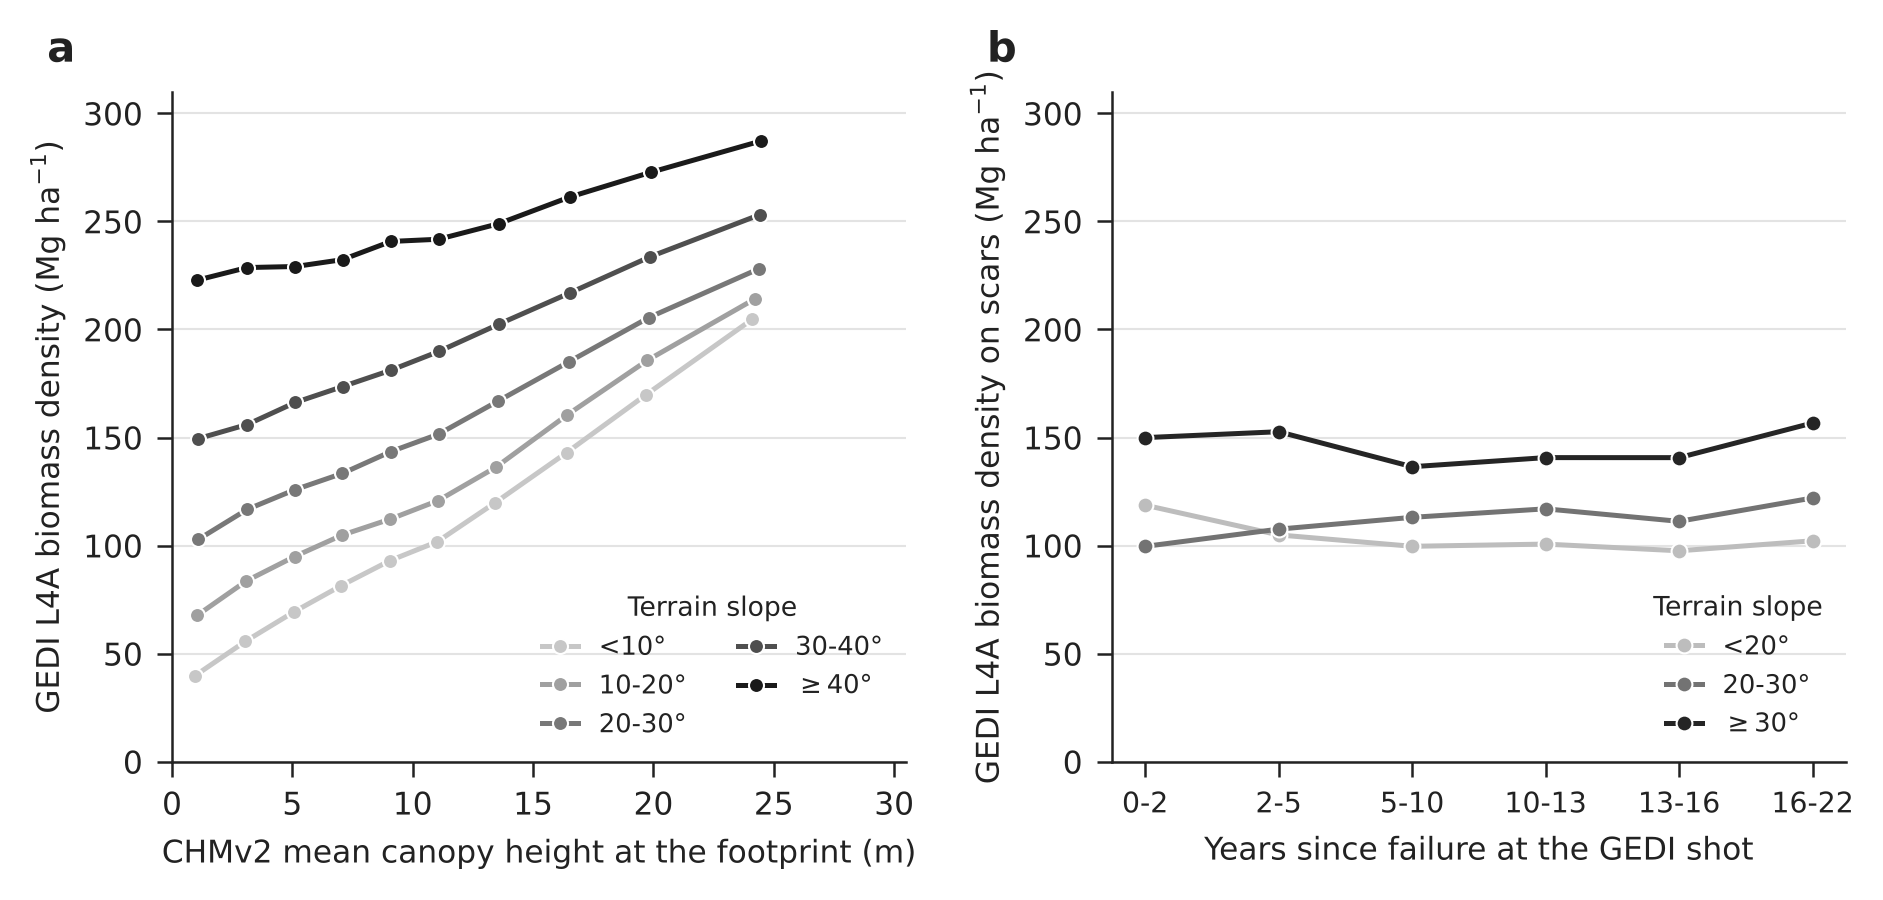 a
GEDI L4A biomass density (Mg ha⁻¹)
300
250
200
150
100
50
0
0 5 10 15 20 25 30
CHMv2 mean canopy height at the footprint (m)
Terrain slope
<10°
10-20°
20-30°
30-40°
≥ 40°
b
GEDI L4A biomass density on scars (Mg ha⁻¹)
300
250
200
150
100
50
0
0-2 2-5 5-10 10-13 13-16 16-22
Years since failure at the GEDI shot
Terrain slope
<20°
20-30°
≥ 30°